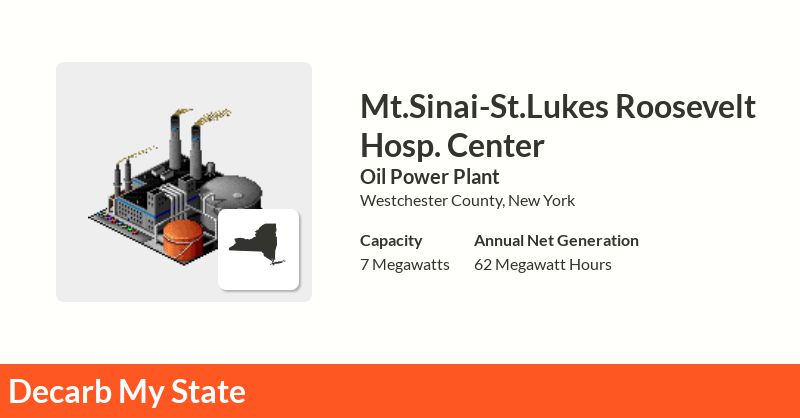 Mt.Sinai-St.Lukes Roosevelt
Hosp. Center
Oil Power Plant
Westchester County, New York
Capacity
7 Megawatts
Annual Net Generation
62 Megawatt Hours
Decarb My State